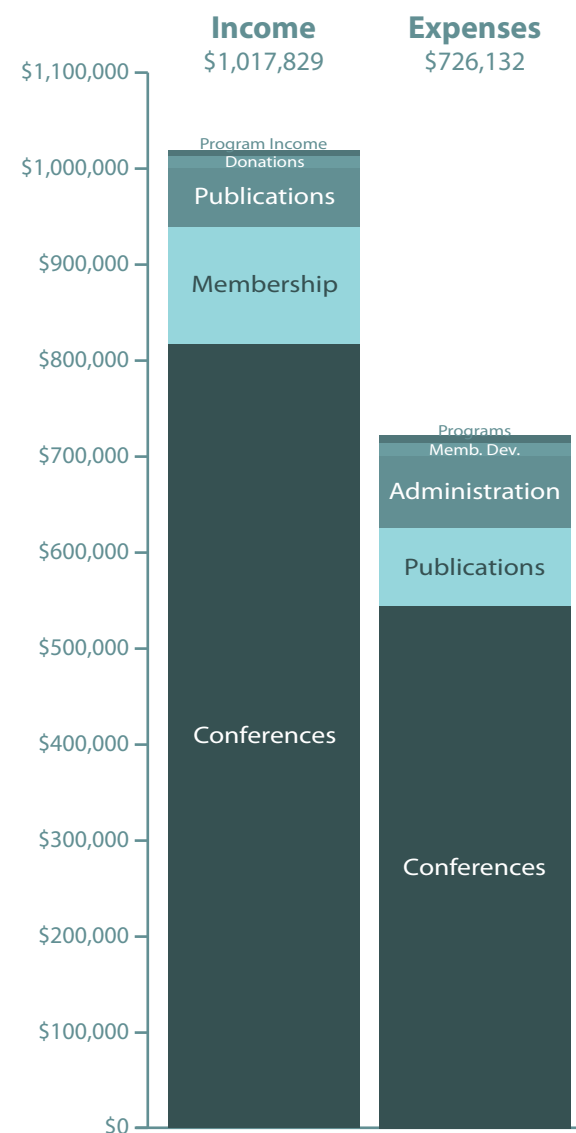 Income
$1,017,829
Expenses
$726,132
$1,100,000
$1,000,000
$900,000
$800,000
$700,000
$600,000
$500,000
$400,000
$300,000
$200,000
$100,000
$0
Program Income
Donations
Publications
Membership
Conferences
Programs
Memb. Dev.
Administration
Publications
Conferences